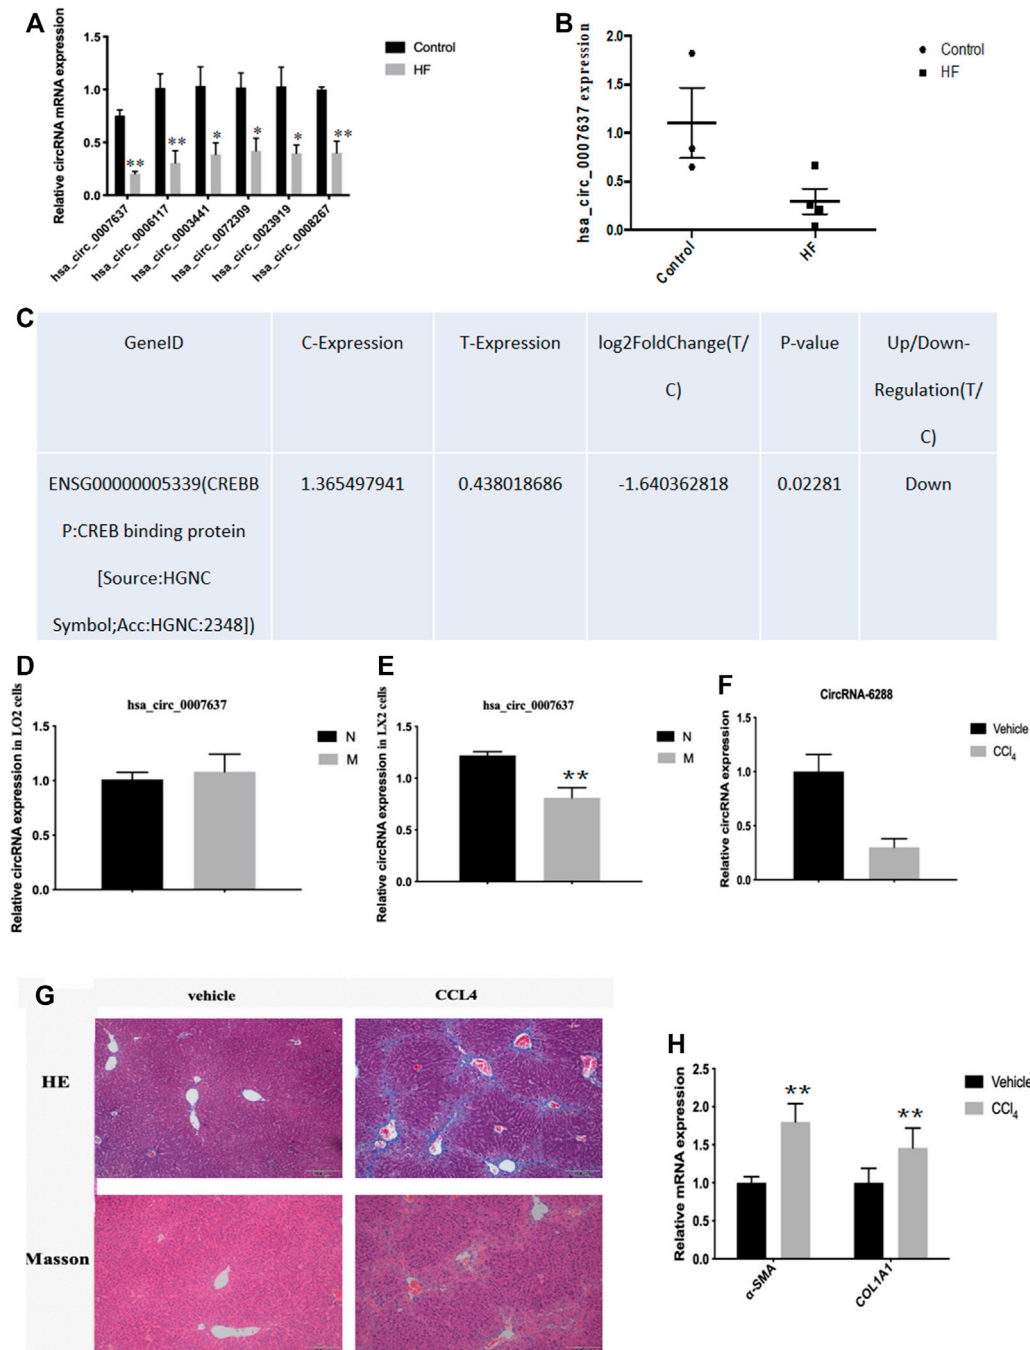 A
Relative circRNA mRNA expression
1.5
1.0
0.5
0.0
Control
HF
**
**
*
*
*
**
hsa_circ_0007637
hsa_circ_0006117
hsa_circ_0003441
hsa_circ_0072309
hsa_circ_0023919
hsa_circ_0008267
B
hsa_circ_0007637 expression
2.0
1.5
1.0
0.5
0.0
Control
HF
Control
HF
C
GeneID
C-Expression
T-Expression
log2FoldChange(T/
C)
P-value
Up/Down-
Regulation(T/
C)
ENSG00000005339(CREBB
P:CREB binding protein
[Source:HGNC
Symbol;Acc:HGNC:2348])
1.365497941
0.438018686
-1.640362818
0.02281
Down
D
hsa_circ_0007637
Relative circRNA expression in LO2 cells
1.5
1.0
0.5
0.0
N
M
E
hsa_circ_0007637
Relative circRNA expression in LX2 cells
1.5
1.0
0.5
0.0
**
N
M
F
CircRNA-6288
Relative circRNA expression
1.5
1.0
0.5
0.0
Vehicle
CCl4
G
vehicle
CCL4
HE
Masson
H
Relative mRNA expression
2.5
2.0
1.5
1.0
0.5
0.0
**
**
Vehicle
CCl4
α-SMA
COL1A1